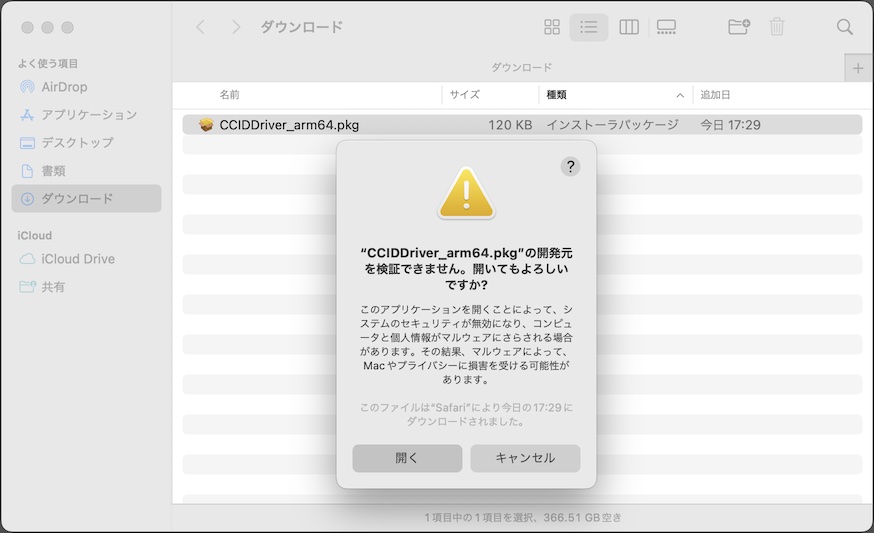 ダウンロード
よく使う項目
AirDrop
アプリケーション
デスクトップ
書類
ダウンロード
iCloud
iCloud Drive
共有
ダウンロード
+
名前 サイズ 種類 追加日
CCIDDriver_arm64.pkg 120 KB インストーラパッケージ 今日 17:29
?
“CCIDDriver_arm64.pkg”の開発元
を検証できません。開いてもよろしい
ですか?
このアプリケーションを開くことによって、シ
ステムのセキュリティが無効になり、コンピュ
ータと個人情報がマルウェアにさらされる場合
があります。その結果、マルウェアによって、
Macやプライバシーに損害を受ける可能性が
あります。
このファイルは“Safari”により今日の17:29に
ダウンロードされました。
開く キャンセル
1項目中の1項目を選択、366.51 GB空き